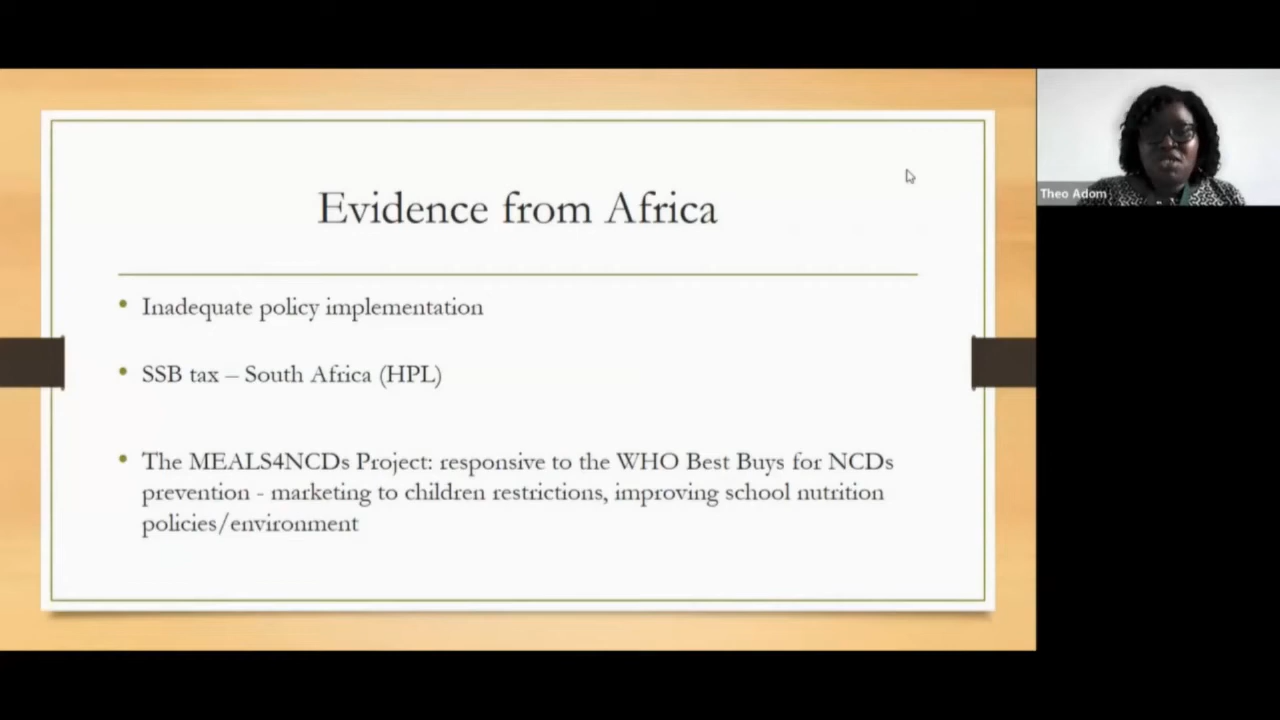 Evidence from Africa
• Inadequate policy implementation
• SSB tax – South Africa (HPL)
• The MEALS4NCDs Project: responsive to the WHO Best Buys for NCDs
prevention - marketing to children restrictions, improving school nutrition
policies/environment
Theo Adom